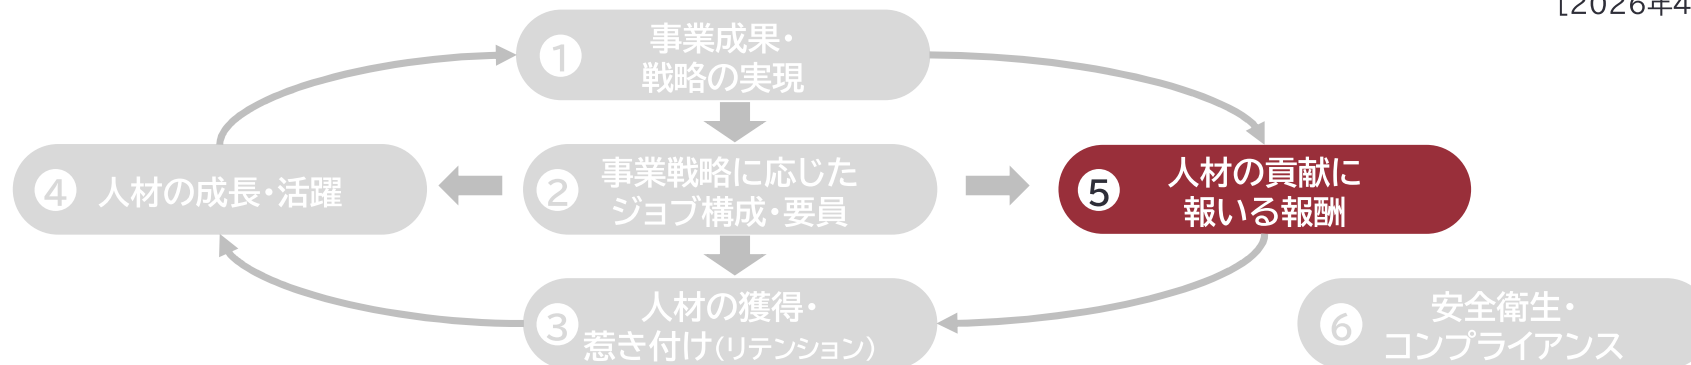 [2026年4
① 事業成果・
戦略の実現
④ 人材の成長・活躍
② 事業戦略に応じた
ジョブ構成・要員
⑤ 人材の貢献に
報いる報酬
③ 人材の獲得・
惹き付け(リテンション)
⑥ 安全衛生・
コンプライアンス